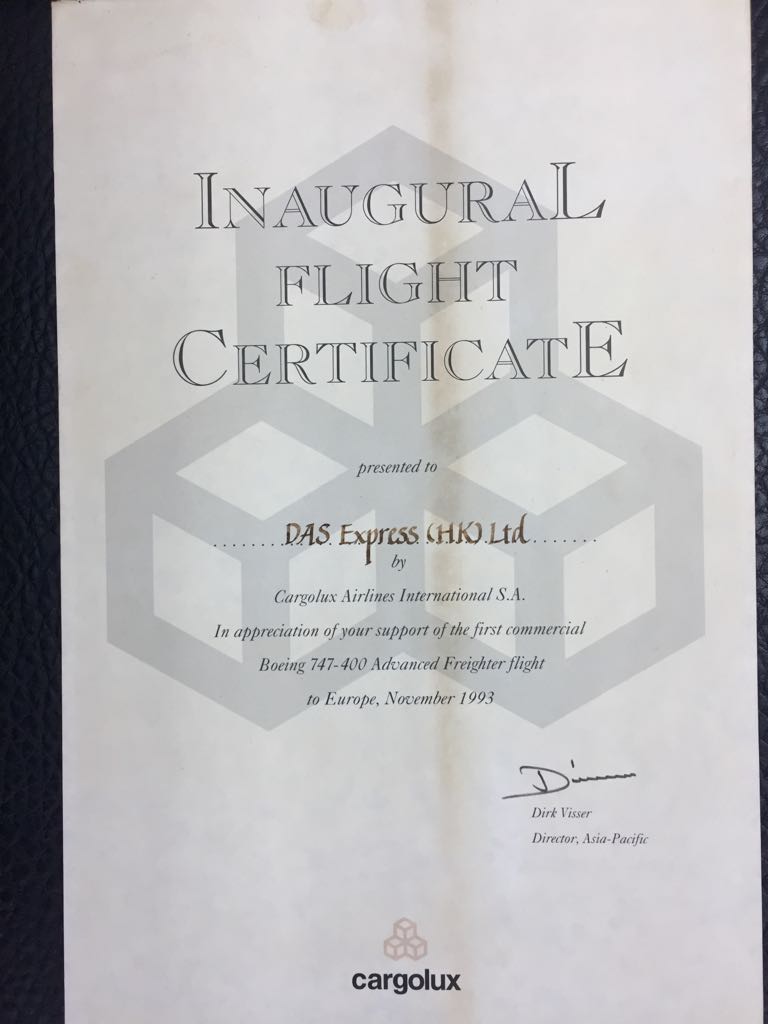 INAUGURAL
FLIGHT
CERTIFICATE
presented to
.......DAS Express (HK) Ltd.......
by
Cargolux Airlines International S.A.
In appreciation of your support of the first commercial
Boeing 747-400 Advanced Freighter flight
to Europe, November 1993
Dirk Visser
Director, Asia-Pacific
cargolux